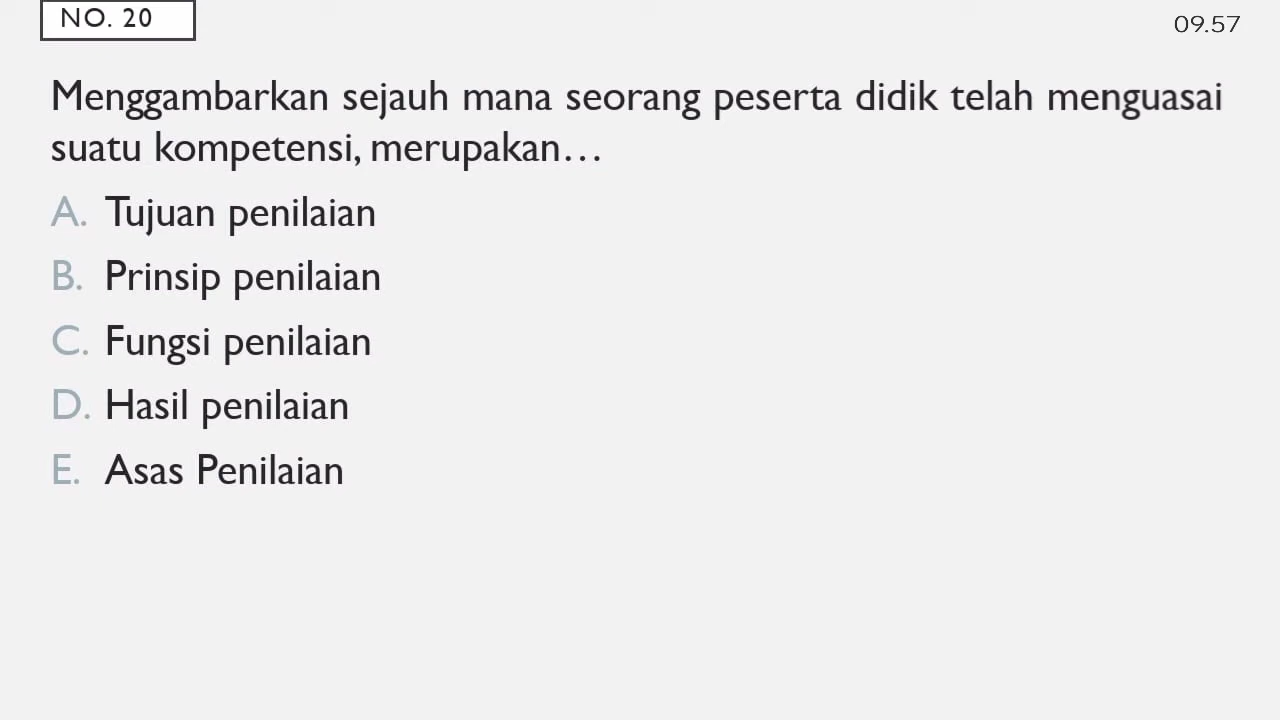 NO. 20
09.57
Menggambarkan sejauh mana seorang peserta didik telah menguasai
suatu kompetensi, merupakan...
A. Tujuan penilaian
B. Prinsip penilaian
C. Fungsi penilaian
D. Hasil penilaian
E. Asas Penilaian